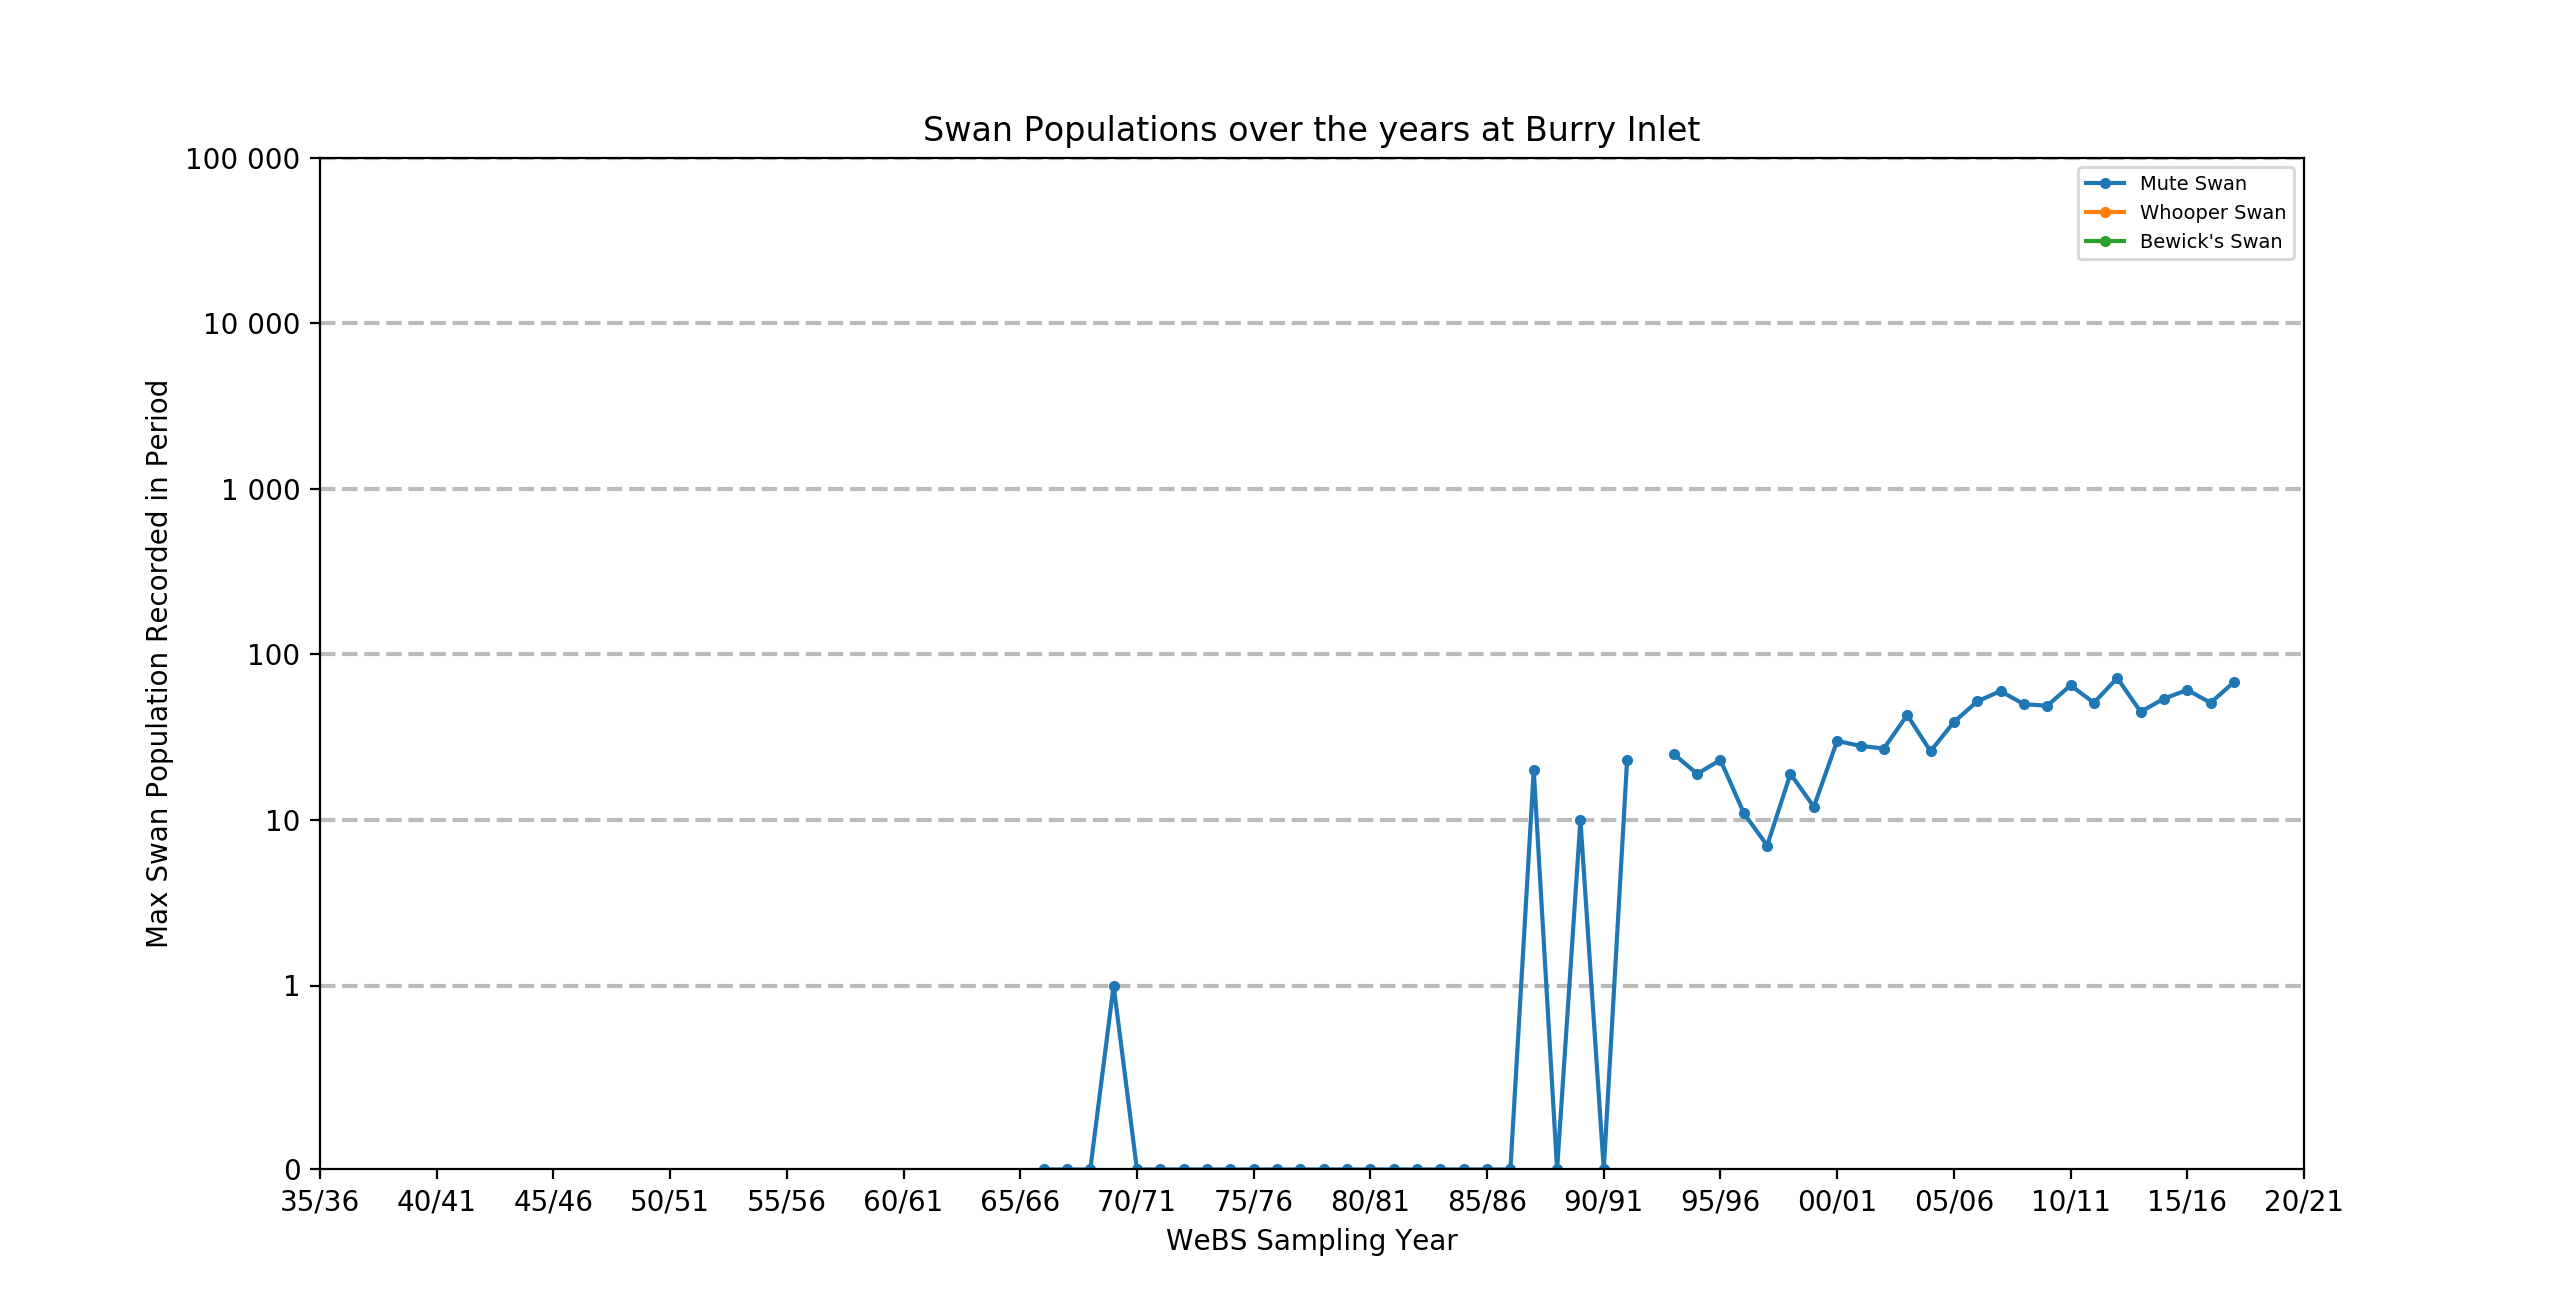 Swan Populations over the years at Burry Inlet
Mute Swan
Whooper Swan
Bewick's Swan
Max Swan Population Recorded in Period
100 000
10 000
1 000
100
10
1
0
35/36 40/41 45/46 50/51 55/56 60/61 65/66 70/71 75/76 80/81 85/86 90/91 95/96 00/01 05/06 10/11 15/16 20/21
WeBS Sampling Year